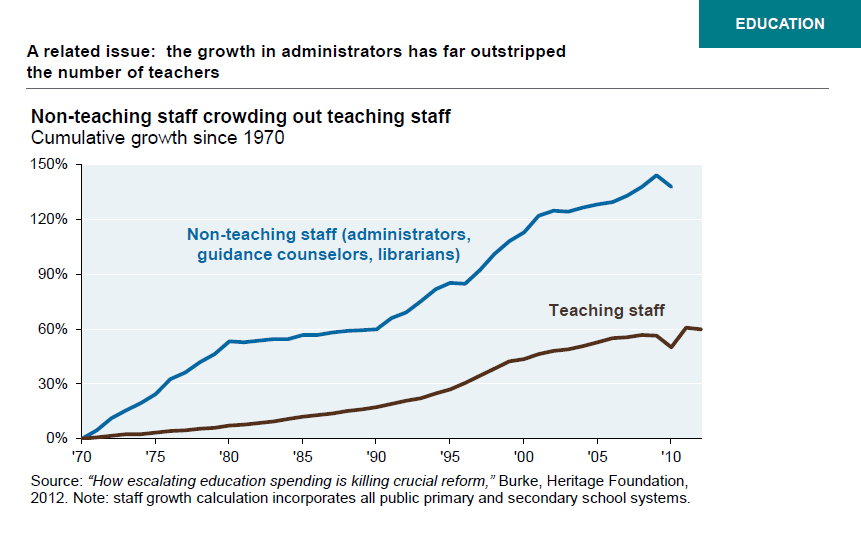 EDUCATION
A related issue:  the growth in administrators has far outstripped
the number of teachers
Non-teaching staff crowding out teaching staff
Cumulative growth since 1970
150%
120%
90%
60%
30%
0%
Non-teaching staff (administrators,
guidance counselors, librarians)
Teaching staff
'70 '75 '80 '85 '90 '95 '00 '05 '10
Source: “How escalating education spending is killing crucial reform,” Burke, Heritage Foundation,
2012. Note: staff growth calculation incorporates all public primary and secondary school systems.